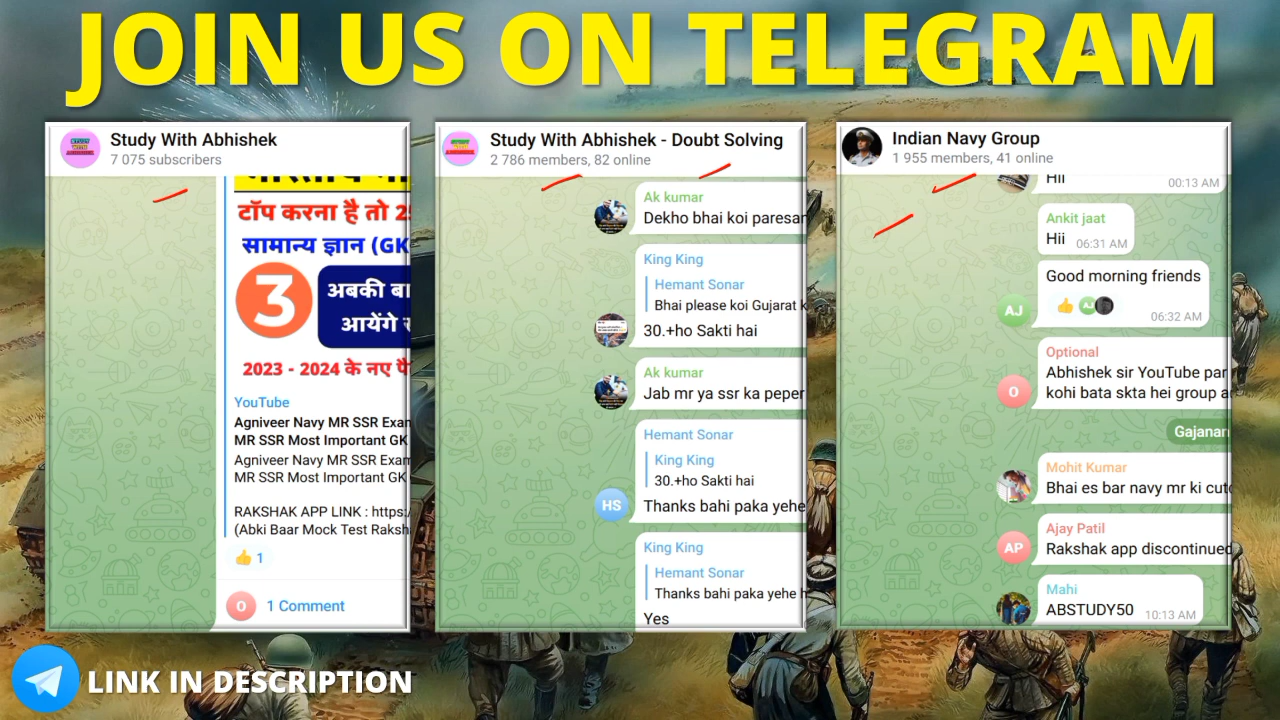 JOIN US ON TELEGRAM
Study With Abhishek
7 075 subscribers
टॉप करना है तो
सामान्य ज्ञान (GK
3
अबकी
आयेंगे
2023 - 2024 के नए
YouTube
Agniveer Navy MR SSR Exam
MR SSR Most Important GK
Agniveer Navy MR SSR Exam
MR SSR Most Important GK
RAKSHAK APP LINK : https:/
(Abki Baar Mock Test Raksh
👍 1
O
1 Comment
Study With Abhishek - Doubt Solving
2 786 members, 82 online
Ak kumar
Dekho bhai koi paresan
King King
Hemant Sonar
Bhai please koi Gujarat k
30.+ho Sakti hai
Ak kumar
Jab mr ya ssr ka peper
Hemant Sonar
King King
30.+ho Sakti hai
HS
Thanks bahi paka yehe
King King
Hemant Sonar
Thanks bahi paka yehe h
Yes
Indian Navy Group
1 955 members, 41 online
Hii 00:13 AM
Ankit jaat
Hii 06:31 AM
Good morning friends
👍 AJ
AJ
06:32 AM
Optional
Abhishek sir YouTube par
O
kohi bata skta hei group a
Gajanan
Mohit Kumar
Bhai es bar navy mr ki cuto
Ajay Patil
AP
Rakshak app discontinued
Mahi
ABSTUDY50 10:13 AM
LINK IN DESCRIPTION